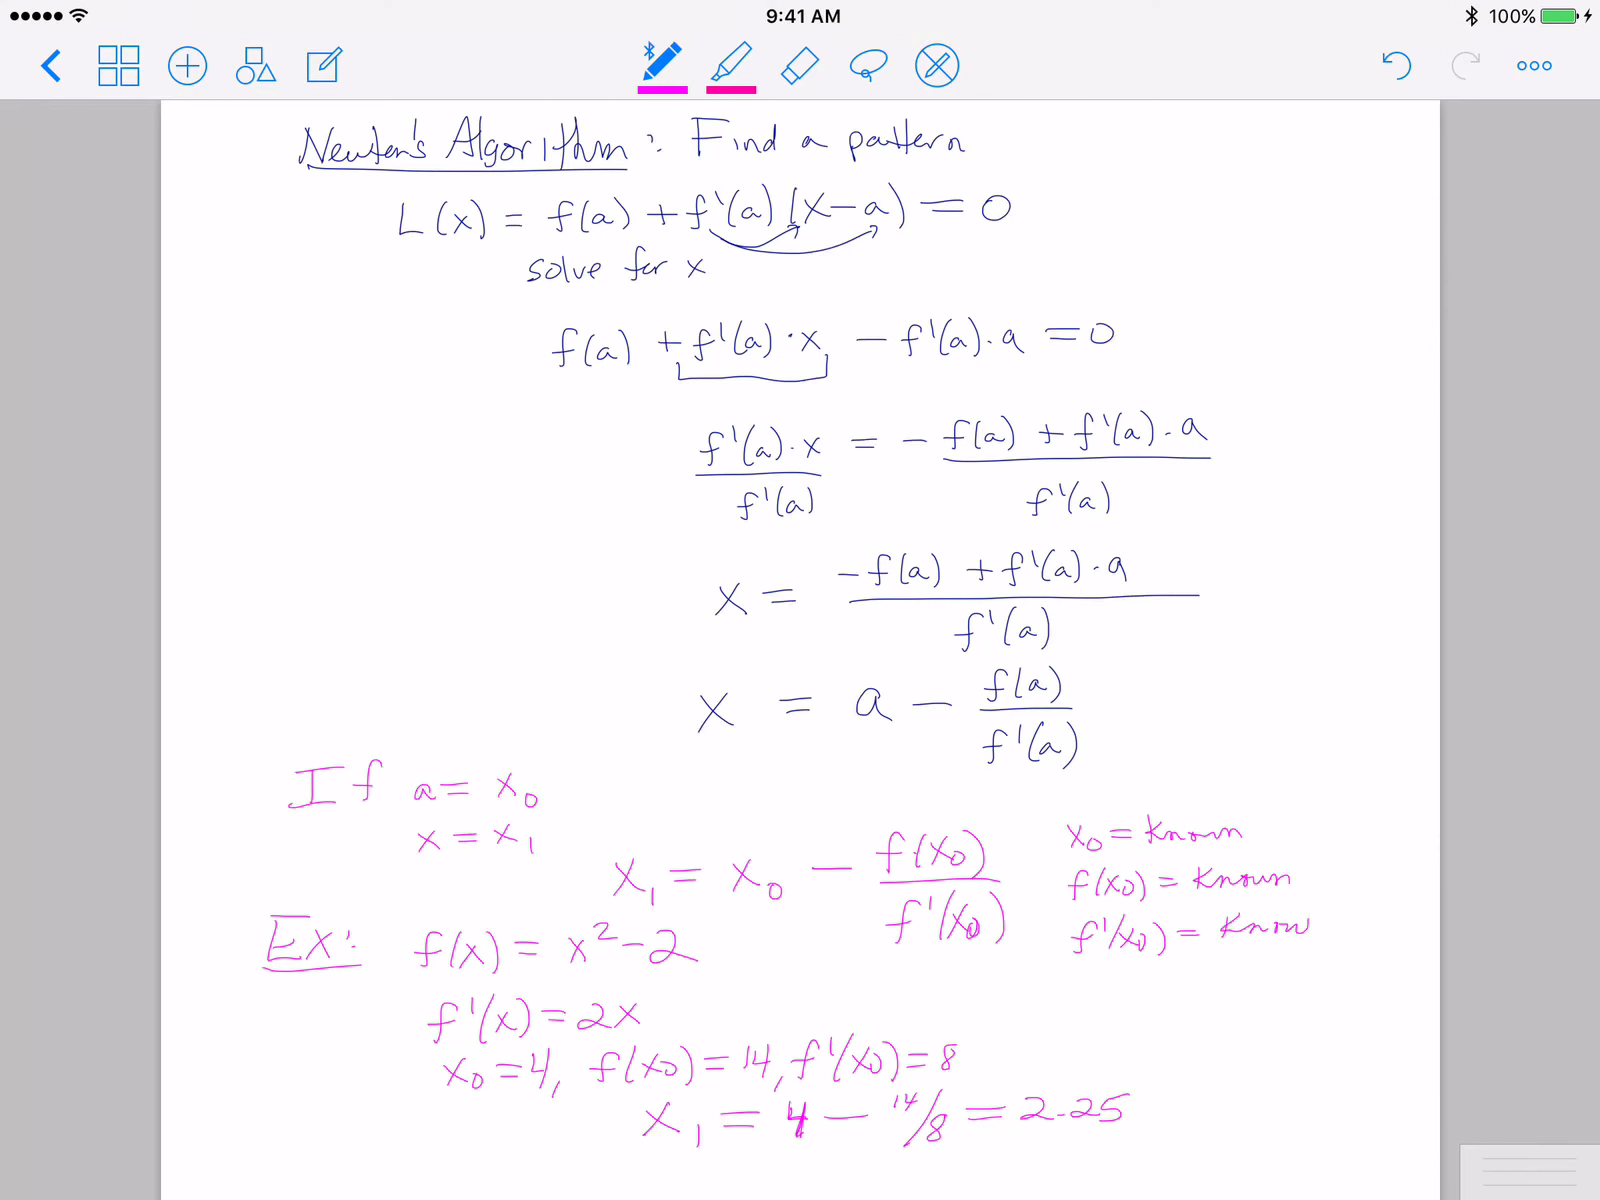 9:41 AM
100%
Newton's Algorithm: Find a pattern
L(x) = f(a) + f'(a)(x-a) = 0
solve for x
f(a) + f'(a)·x - f'(a)·a = 0
f'(a)·x = - f(a) + f'(a)·a
f'(a) f'(a)
x = -f(a) + f'(a)·a
f'(a)
x = a - f(a)
f'(a)
If a = x₀
x = x₁
x₁ = x₀ - f(x₀)
f'(x₀)
x₀ = known
f(x₀) = known
f'(x₀) = know
Ex: f(x) = x²-2
f'(x) = 2x
x₀ = 4, f(x₀) = 14, f'(x₀) = 8
x₁ = 4 - 14/8 = 2.25